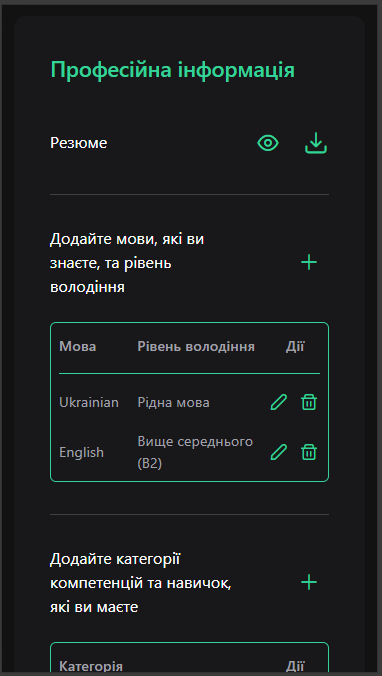 Професійна інформація
Резюме
Додайте мови, які ви
знаєте, та рівень
володіння
Мова Рівень володіння Дії
Ukrainian Рідна мова
English Вище середнього
(B2)
Додайте категорії
компетенцій та навичок,
які ви маєте
Категорія Дії